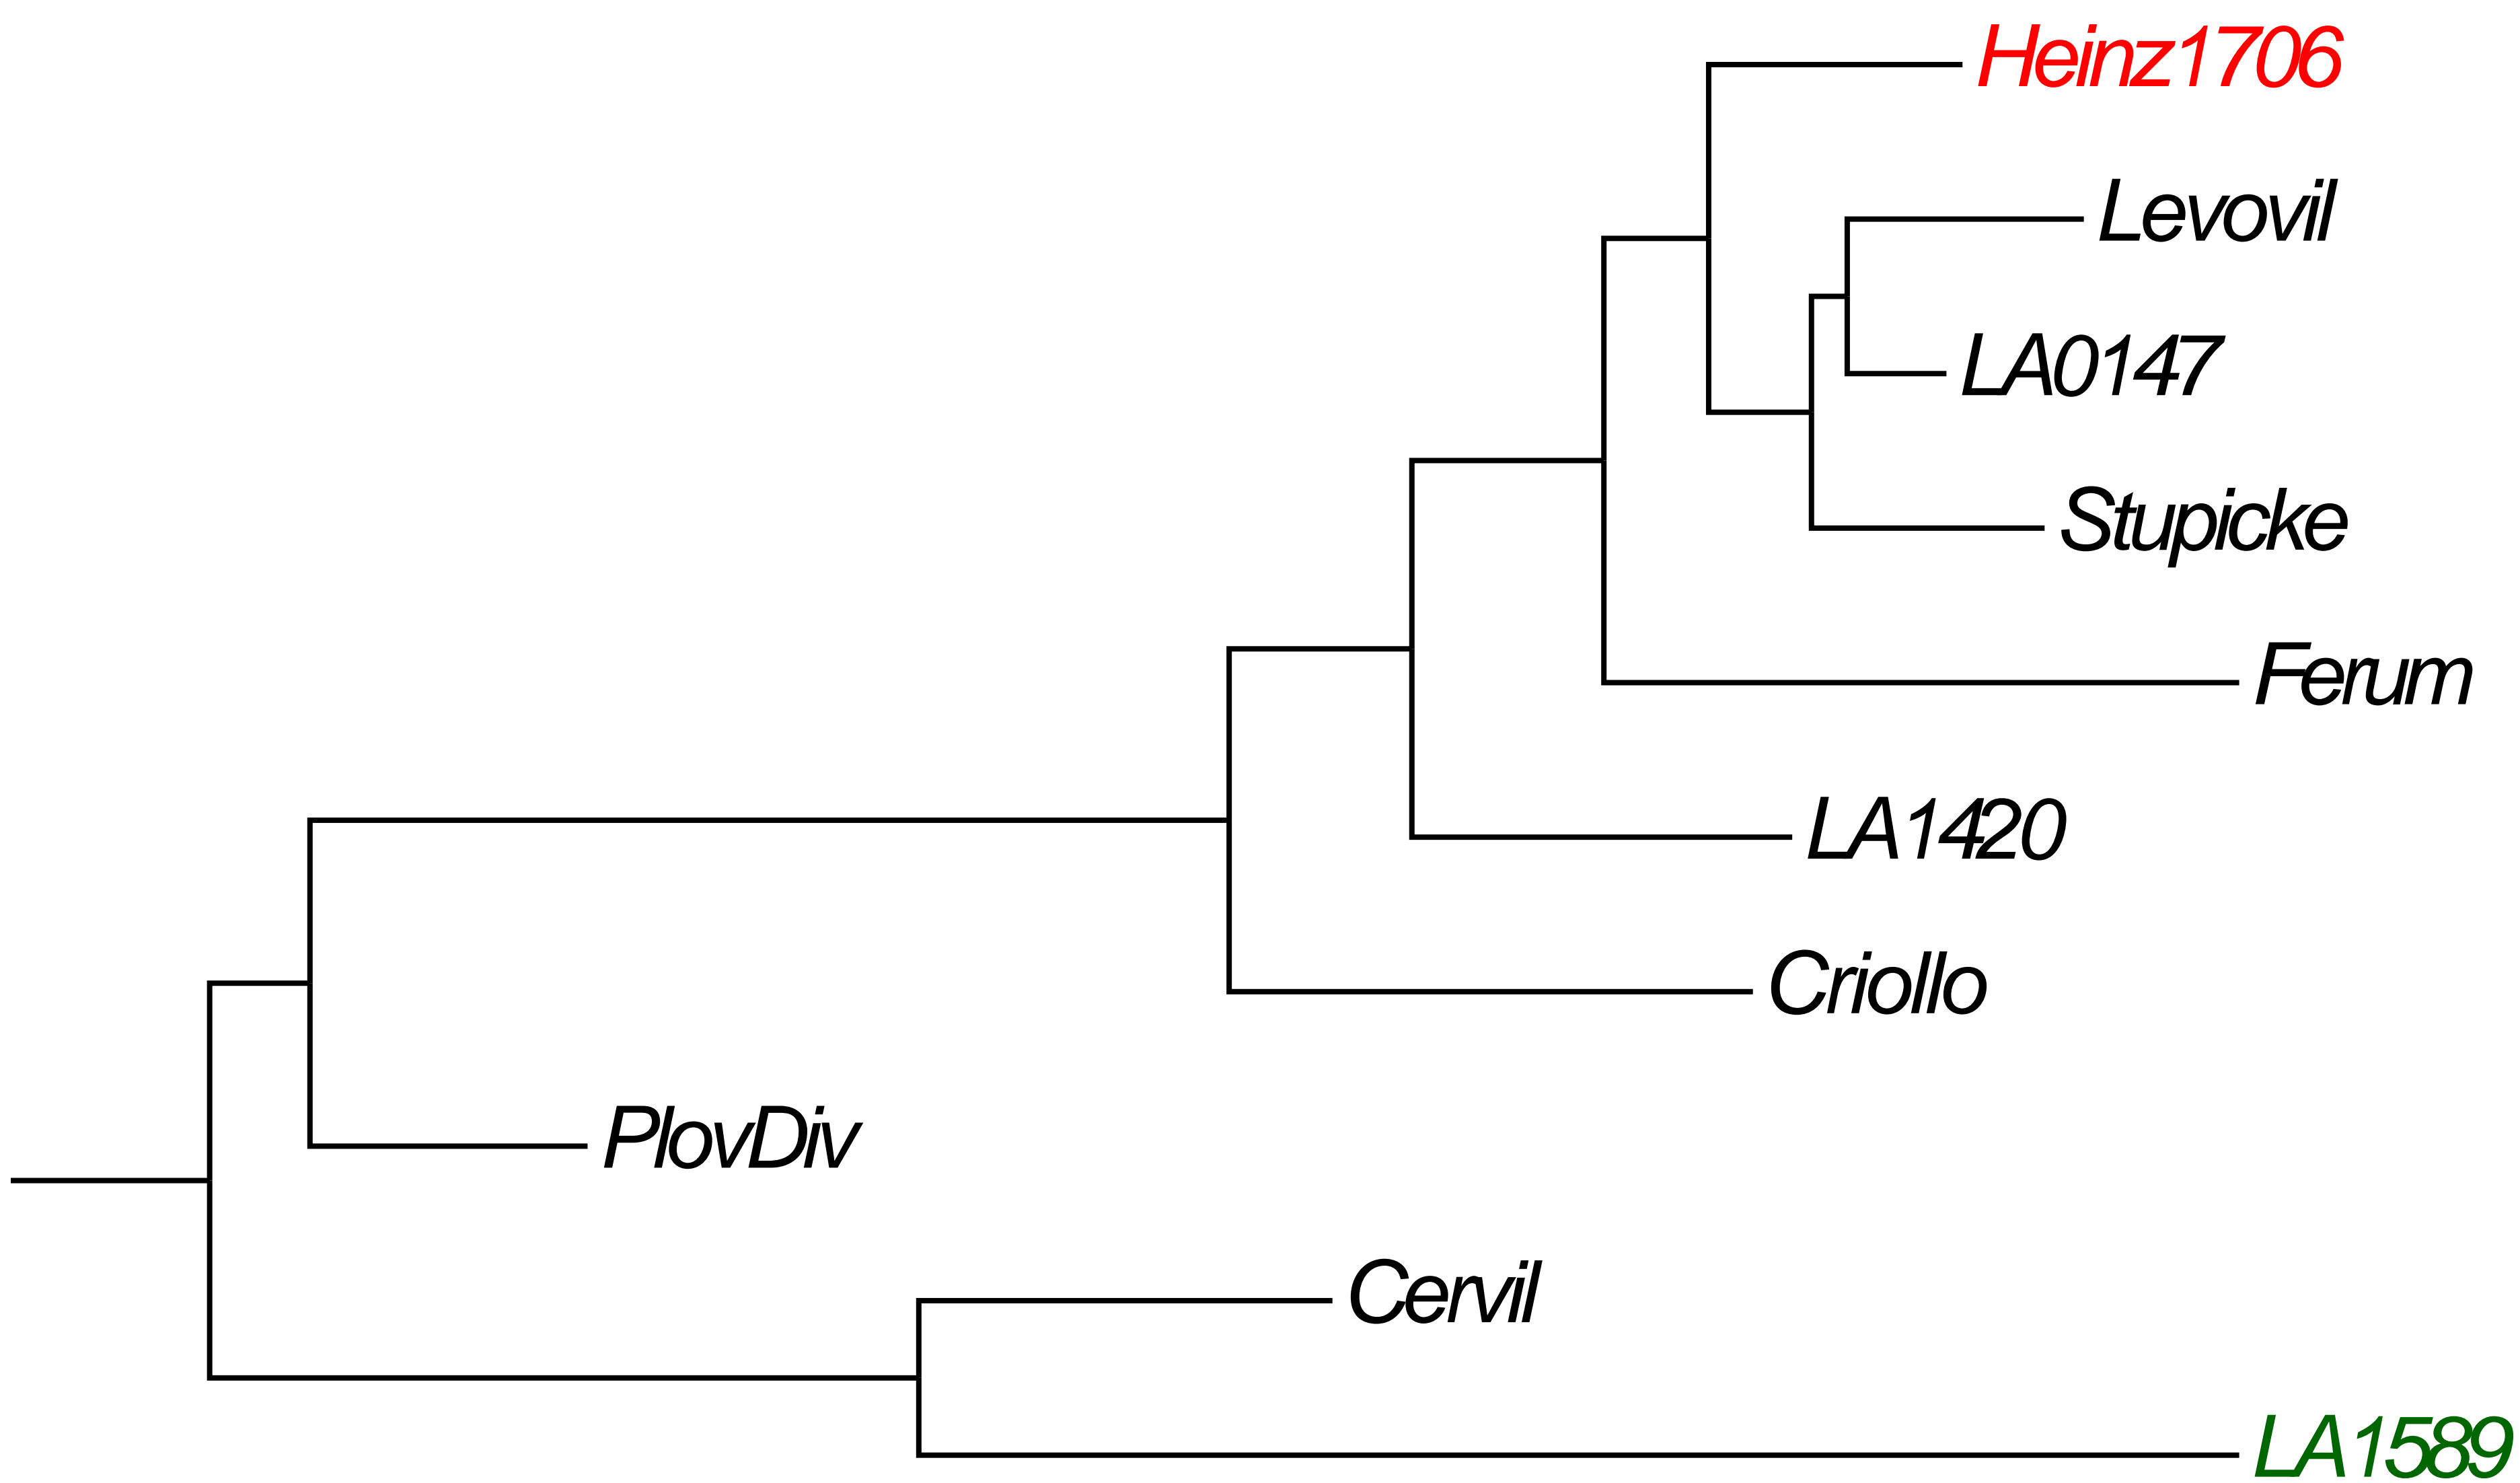 Heinz1706
Levovil
LA0147
Stupicke
Ferum
LA1420
Criollo
PlovDiv
Cervil
LA1589